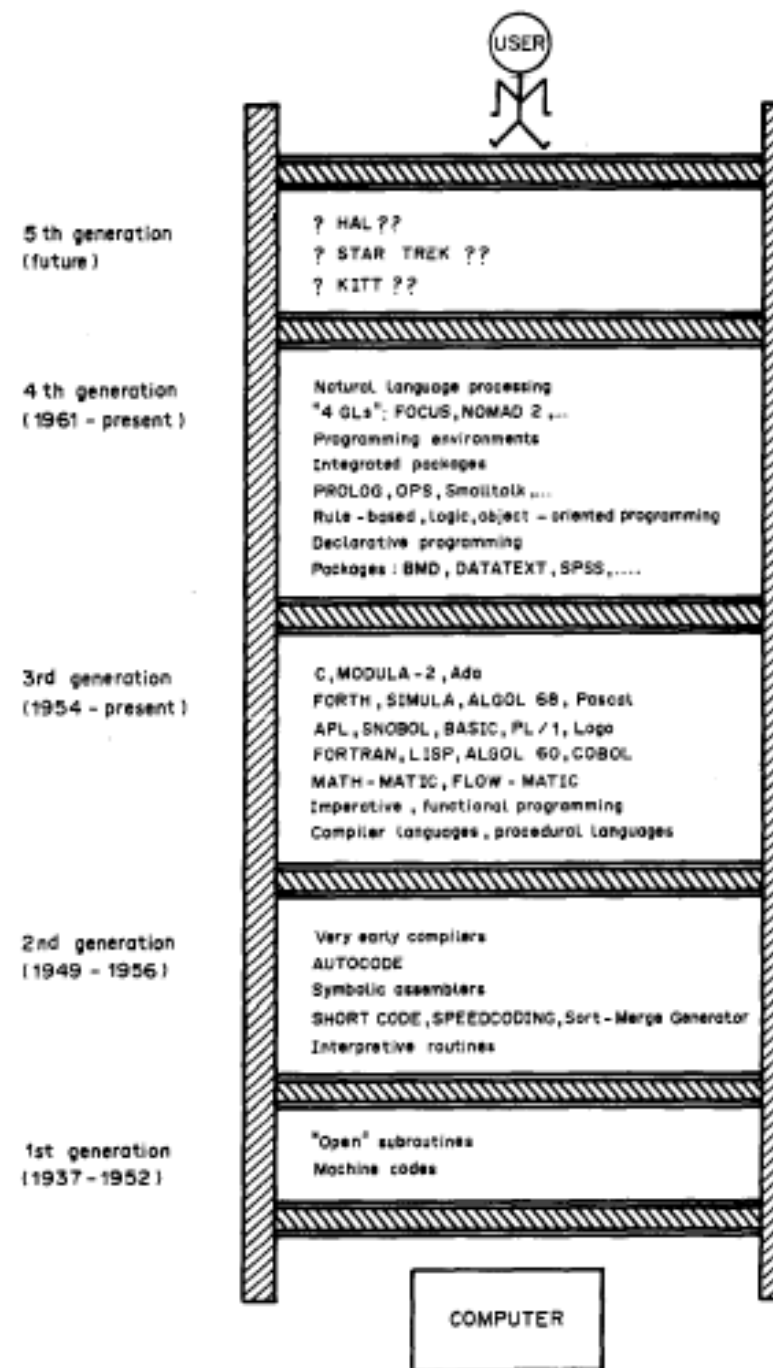 USER
5th generation
(future)
? HAL ??
? STAR TREK ??
? KITT ??
4th generation
(1961 - present)
Natural language processing
"4 GLs": FOCUS, NOMAD 2,...
Programming environments
Integrated packages
PROLOG, OPS, Smalltalk,...
Rule-based, logic, object-oriented programming
Declarative programming
Packages: BMD, DATATEXT, SPSS,....
3rd generation
(1954 - present)
C, MODULA-2, Ada
FORTH, SIMULA, ALGOL 68, Pascal
APL, SNOBOL, BASIC, PL/1, Logo
FORTRAN, LISP, ALGOL 60, COBOL
MATH-MATIC, FLOW-MATIC
Imperative, functional programming
Compiler languages, procedural languages
2nd generation
(1949 - 1956)
Very early compilers
AUTOCODE
Symbolic assemblers
SHORT CODE, SPEEDCODING, Sort-Merge Generator
Interpretive routines
1st generation
(1937-1952)
"Open" subroutines
Machine codes
COMPUTER